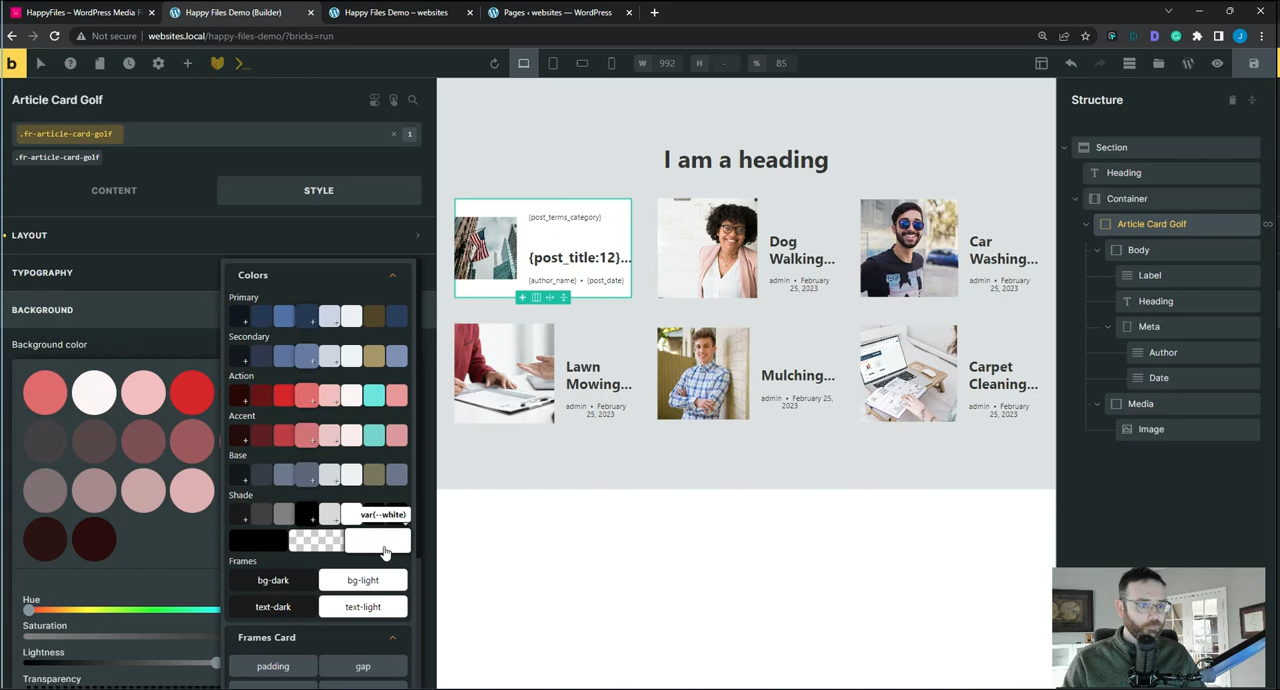 HappyFiles – WordPress Media F
Happy Files Demo (Builder)
Happy Files Demo – websites
Pages ‹ websites — WordPress
Not secure
websites.local/happy-files-demo/?bricks=run
b
W 992 H - % 85
Article Card Golf
.fr-article-card-golf
1
.fr-article-card-golf
CONTENT
STYLE
LAYOUT
TYPOGRAPHY
BACKGROUND
Background color
Hue
Saturation
Lightness
Transparency
Colors
Primary
Secondary
Action
Accent
Base
Shade
var(--white)
Frames
bg-dark
bg-light
text-dark
text-light
Frames Card
padding
gap
I am a heading
{post_terms_category}
{post_title:12}...
{author_name} • {post_date}
Dog
Walking...
admin • February
25, 2023
Car
Washing...
admin • February
25, 2023
Lawn
Mowing...
admin • February
25, 2023
Mulching...
admin • February 25,
2023
Carpet
Cleaning...
admin • February
25, 2023
Structure
Section
Heading
Container
Article Card Golf
Body
Label
Heading
Meta
Author
Date
Media
Image